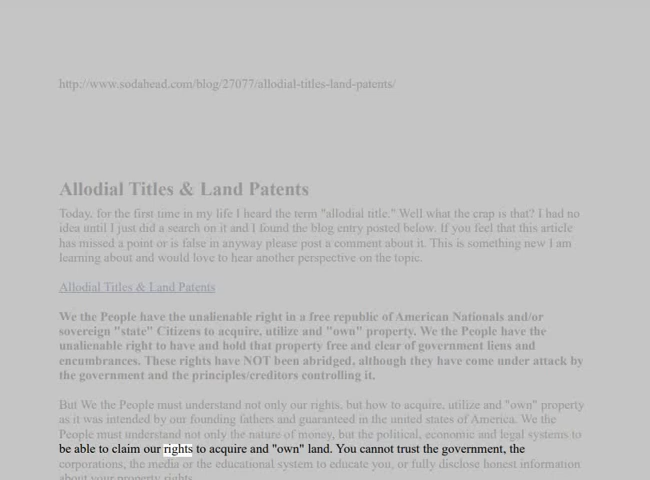 http://www.sodahead.com/blog/27077/allodial-titles-land-patents/
Allodial Titles & Land Patents
Today, for the first time in my life I heard the term "allodial title." Well what the crap is that? I had no
idea until I just did a search on it and I found the blog entry posted below. If you feel that this article
has missed a point or is false in anyway please post a comment about it. This is something new I am
learning about and would love to hear another perspective on the topic.
Allodial Titles & Land Patents
We the People have the unalienable right in a free republic of American Nationals and/or
sovereign "state" Citizens to acquire, utilize and "own" property. We the People have the
unalienable right to have and hold that property free and clear of government liens and
encumbrances. These rights have NOT been abridged, although they have come under attack by
the government and the principles/creditors controlling it.
But We the People must understand not only our rights, but how to acquire, utilize and "own" property
as it was intended by our founding fathers and guaranteed in the united states of America. We the
People must understand not only the nature of money, but the political, economic and legal systems to
be able to claim our rights to acquire and "own" land. You cannot trust the government, the
corporations, the media or the educational system to educate you, or fully disclose honest information
about your property rights.